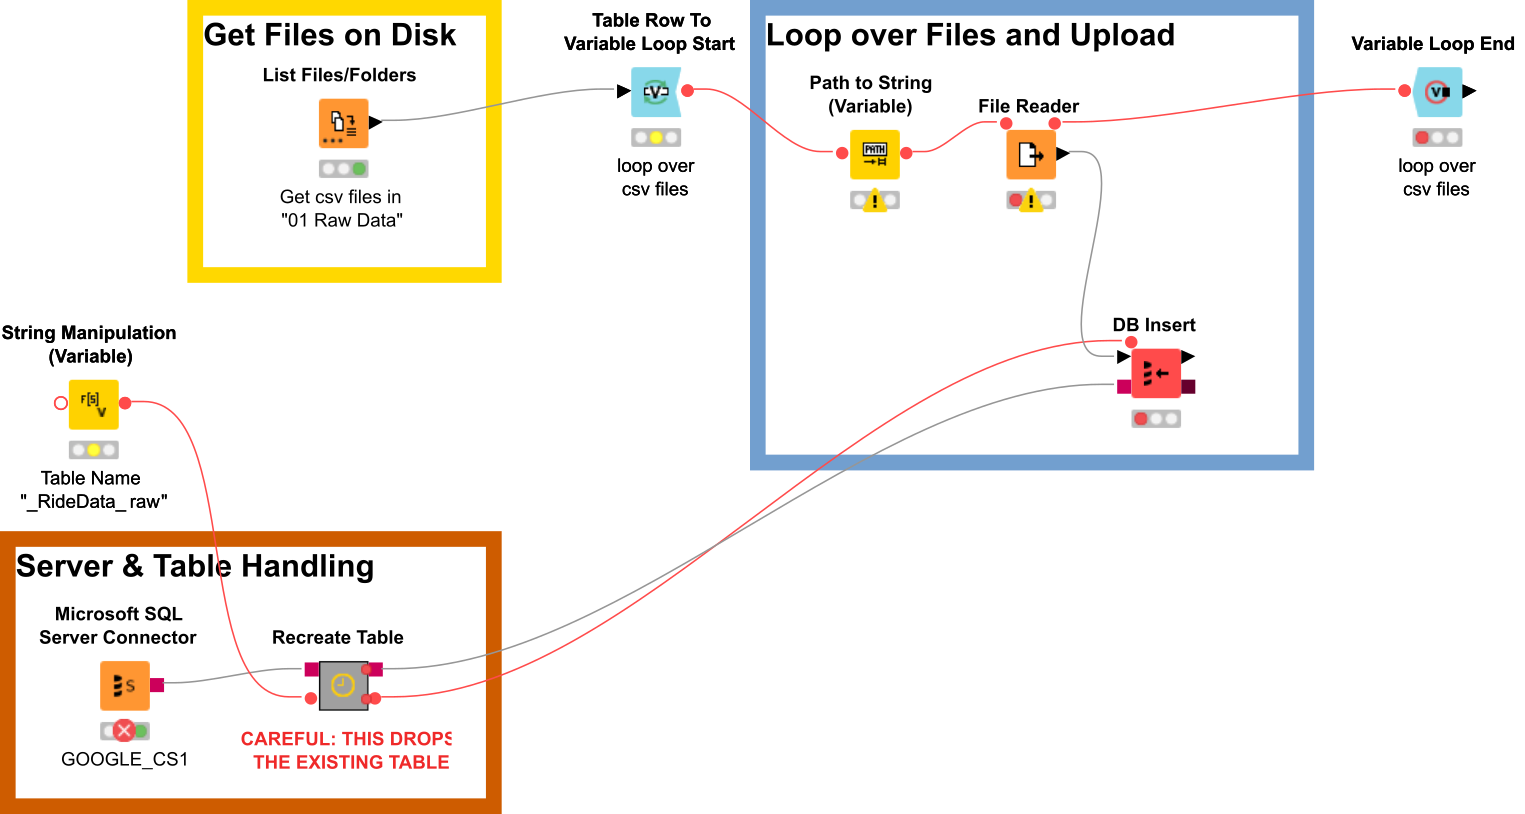 Get Files on Disk
List Files/Folders
Get csv files in
"01 Raw Data"
Table Row To
Variable Loop Start
V
loop over
csv files
Loop over Files and Upload
Path to String
(Variable)
PATH
!
File Reader
!
DB Insert
Variable Loop End
V
loop over
csv files
String Manipulation
(Variable)
F[S]
V
Table Name
"_RideData_ raw"
Server & Table Handling
Microsoft SQL
Server Connector
S
GOOGLE_CS1
Recreate Table
CAREFUL: THIS DROPS
THE EXISTING TABLE